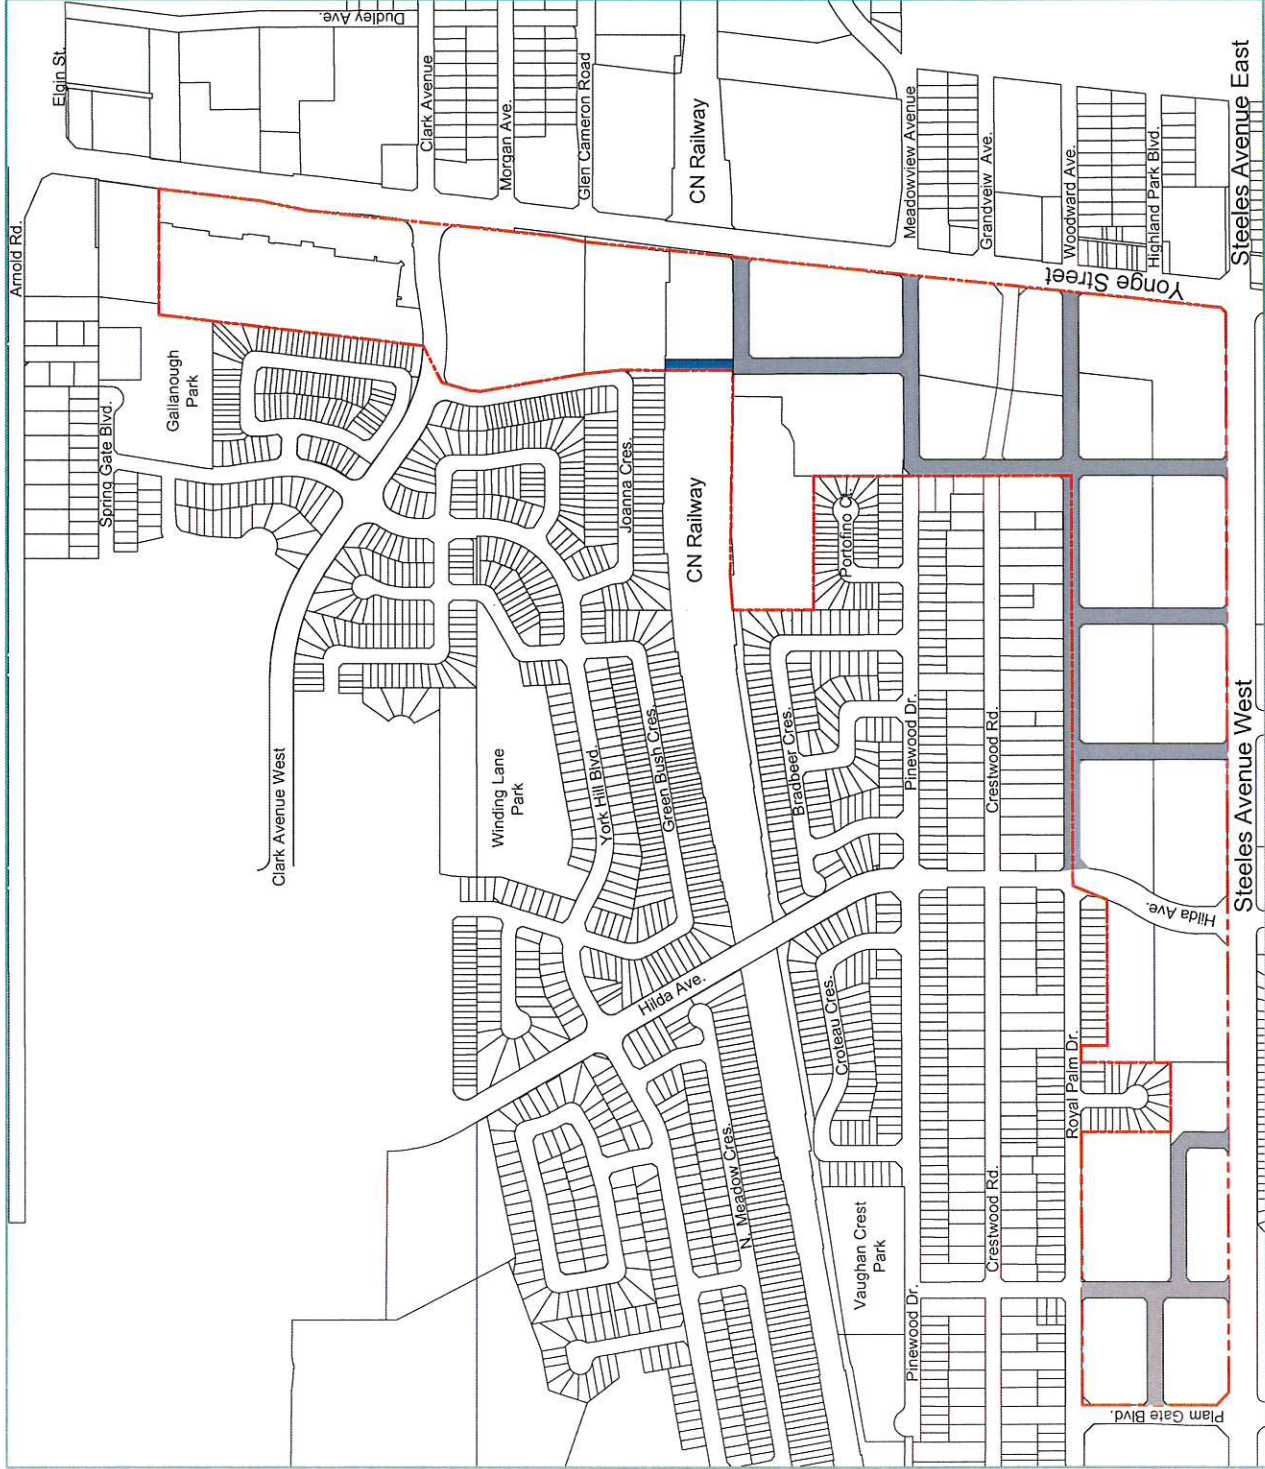 Elgin St.
Dudley Ave.
Arnold Rd.
Clark Avenue
Morgan Ave.
Glen Cameron Road
CN Railway
Meadowview Avenue
Grandveiw Ave.
Woodward Ave.
Highland Park Blvd.
Steeles Avenue East
Yonge Street
Gallanough
Park
Spring Gate Blvd.
Joanna Cres.
CN Railway
Portofino C
Clark Avenue West
Winding Lane
Park
York Hill Blvd.
Green Bush Cres.
Bradbeer Cres.
Pinewood Dr.
Crestwood Rd.
Steeles Avenue West
Hilda Ave.
Hilda Ave.
Croteau Cres.
Royal Palm Dr.
N. Meadow Cres.
Crestwood Rd.
Vaughan Crest
Park
Pinewood Dr.
Plam Gate Blvd.